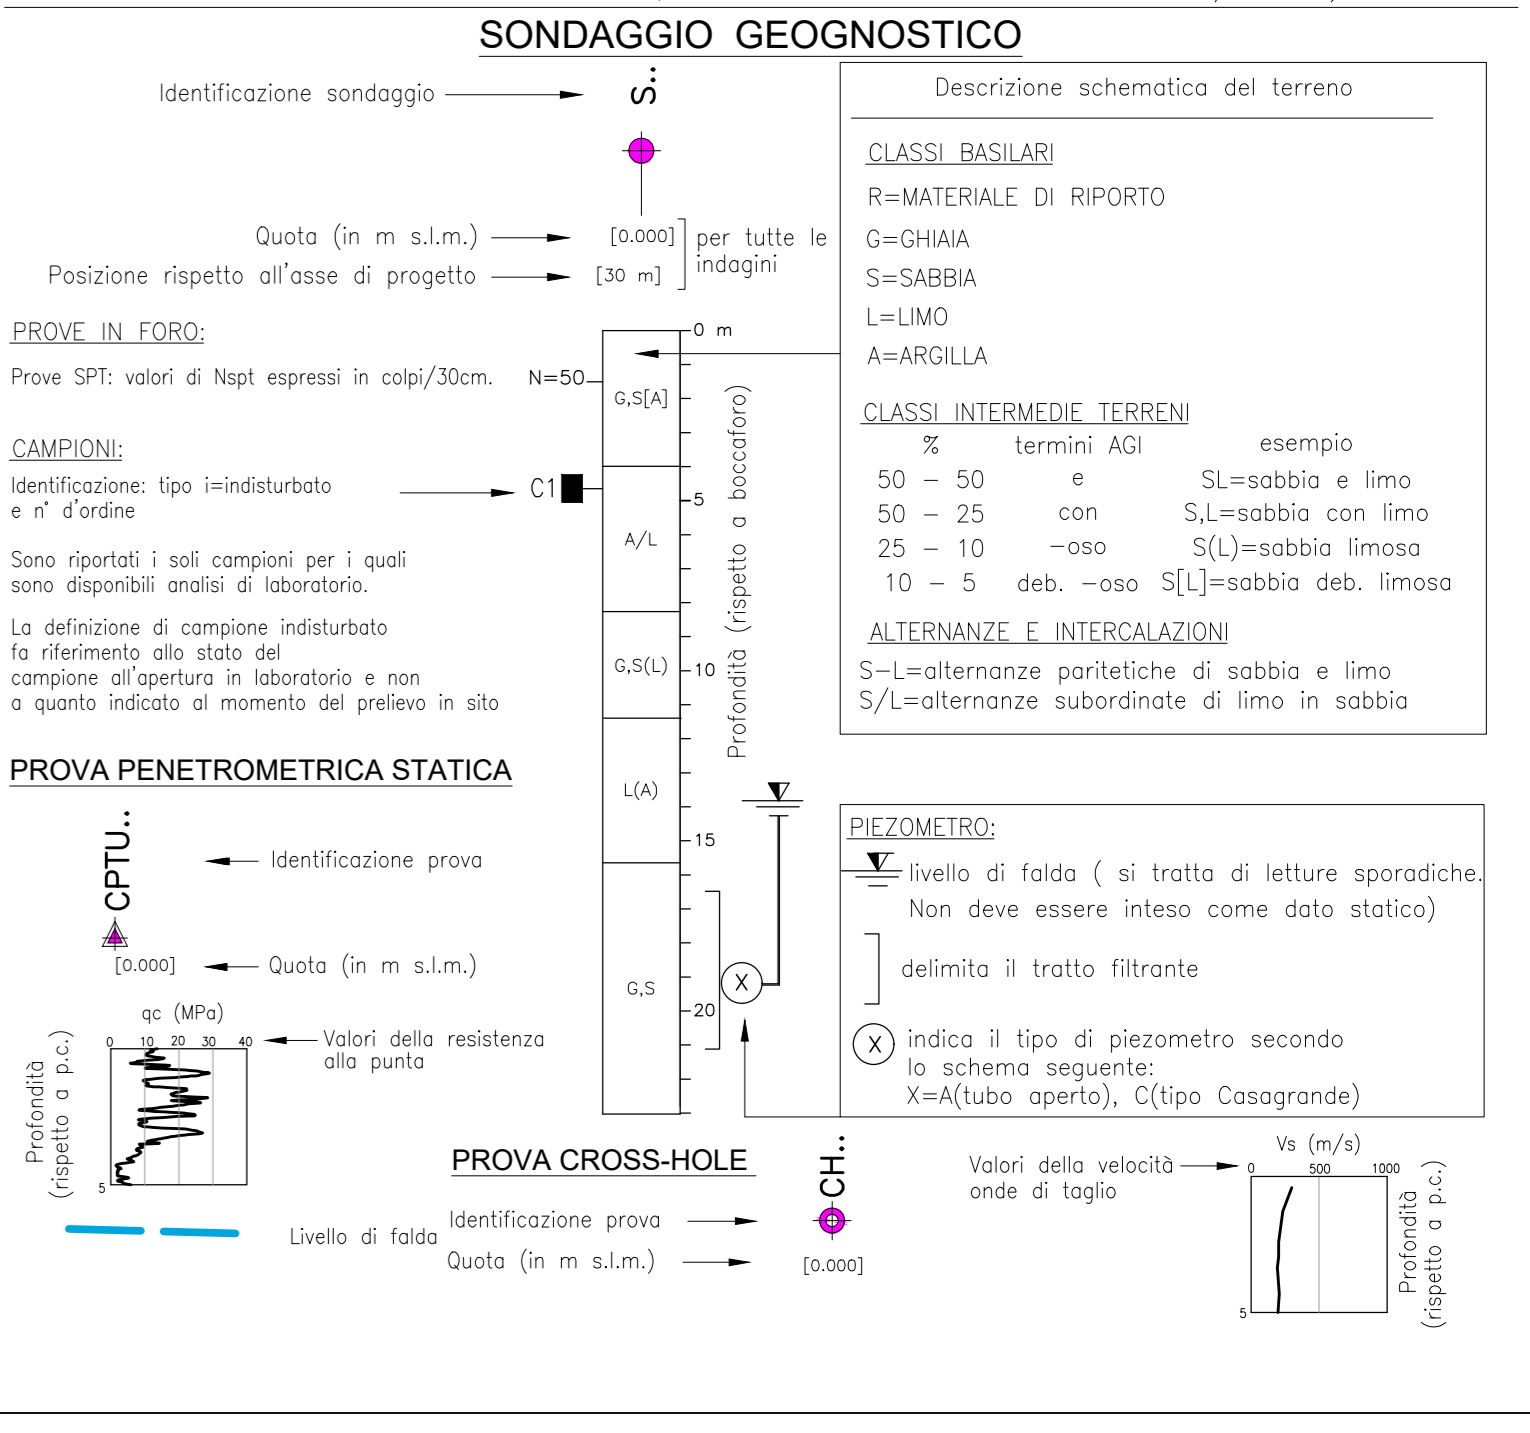 SONDAGGIO GEOGNOSTICO
Identificazione sondaggio
S..
Quota (in m s.l.m.)
[0.000]
Posizione rispetto all'asse di progetto
[30 m]
per tutte le
indagini
PROVE IN FORO:
Prove SPT: valori di Nspt espressi in colpi/30cm.
N=50
CAMPIONI:
Identificazione: tipo i=indisturbato
e n° d'ordine
C1
Sono riportati i soli campioni per i quali
sono disponibili analisi di laboratorio.
La definizione di campione indisturbato
fa riferimento allo stato del
campione all'apertura in laboratorio e non
a quanto indicato al momento del prelievo in sito
0 m
5
10
15
20
G,S[A]
A/L
G,S(L)
L(A)
G,S
Profondità (rispetto a boccaforo)
X
Descrizione schematica del terreno
CLASSI BASILARI
R=MATERIALE DI RIPORTO
G=GHIAIA
S=SABBIA
L=LIMO
A=ARGILLA
CLASSI INTERMEDIE TERRENI
% termini AGI esempio
50 – 50 e SL=sabbia e limo
50 – 25 con S,L=sabbia con limo
25 – 10 –oso S(L)=sabbia limosa
10 – 5 deb. –oso S[L]=sabbia deb. limosa
ALTERNANZE E INTERCALAZIONI
S–L=alternanze paritetiche di sabbia e limo
S/L=alternanze subordinate di limo in sabbia
PROVA PENETROMETRICA STATICA
CPTU..
Identificazione prova
[0.000]
Quota (in m s.l.m.)
qc (MPa)
0 10 20 30 40
Valori della resistenza
alla punta
Profondità
(rispetto a p.c.)
5
Livello di falda
PIEZOMETRO:
livello di falda ( si tratta di letture sporadiche.
Non deve essere inteso come dato statico)
delimita il tratto filtrante
X
indica il tipo di piezometro secondo
lo schema seguente:
X=A(tubo aperto), C(tipo Casagrande)
PROVA CROSS-HOLE
CH..
Identificazione prova
Quota (in m s.l.m.)
[0.000]
Valori della velocità
onde di taglio
Vs (m/s)
0 500 1000
5
Profondità
(rispetto a p.c.)